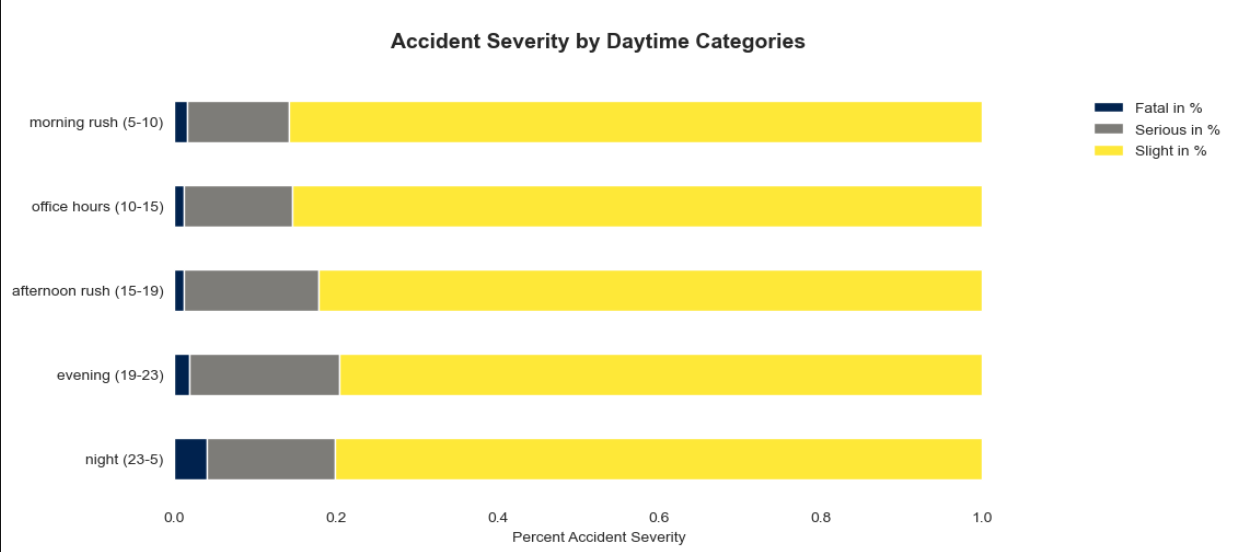 Accident Severity by Daytime Categories
morning rush (5-10)
office hours (10-15)
afternoon rush (15-19)
evening (19-23)
night (23-5)
0.0 0.2 0.4 0.6 0.8 1.0
Percent Accident Severity
Fatal in %
Serious in %
Slight in %